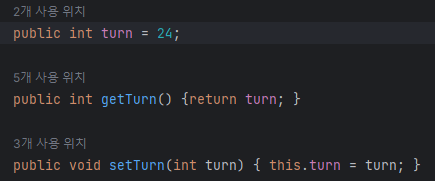 2개 사용 위치
public int turn = 24;
5개 사용 위치
public int getTurn() {return turn; }
3개 사용 위치
public void setTurn(int turn) { this.turn = turn; }